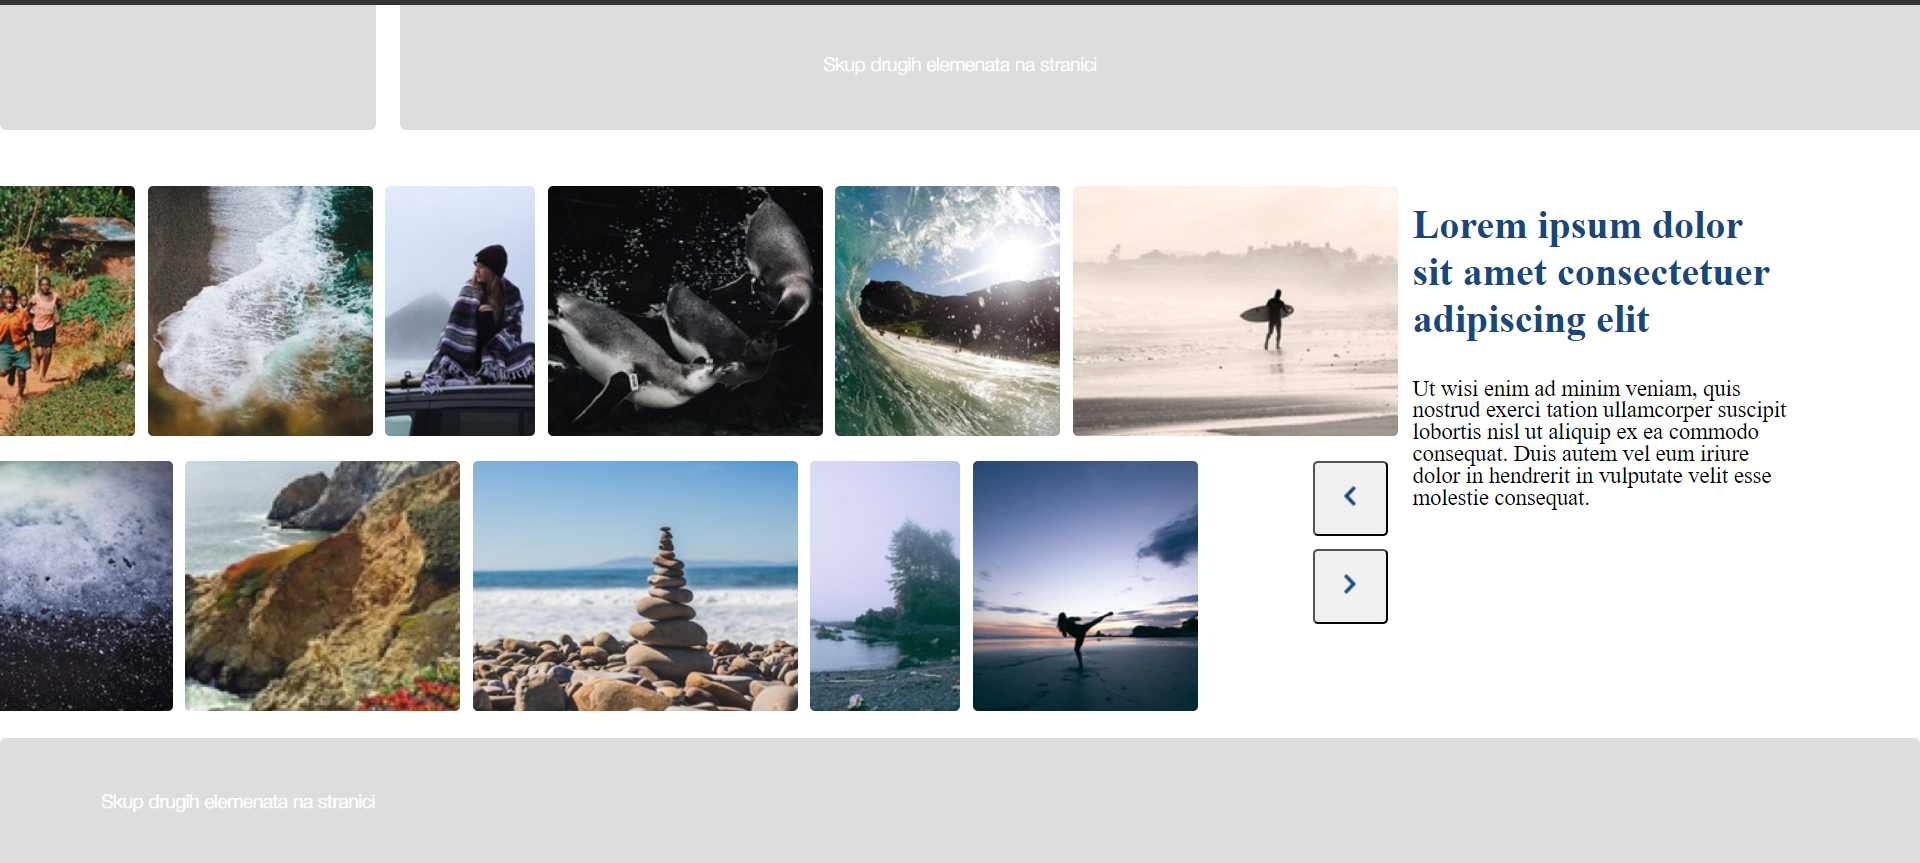 Skup drugih elemenata na stranici
Lorem ipsum dolor
sit amet consectetuer
adipiscing elit
Ut wisi enim ad minim veniam, quis
nostrud exerci tation ullamcorper suscipit
lobortis nisl ut aliquip ex ea commodo
consequat. Duis autem vel eum iriure
dolor in hendrerit in vulputate velit esse
molestie consequat.
Skup drugih elemenata na stranici